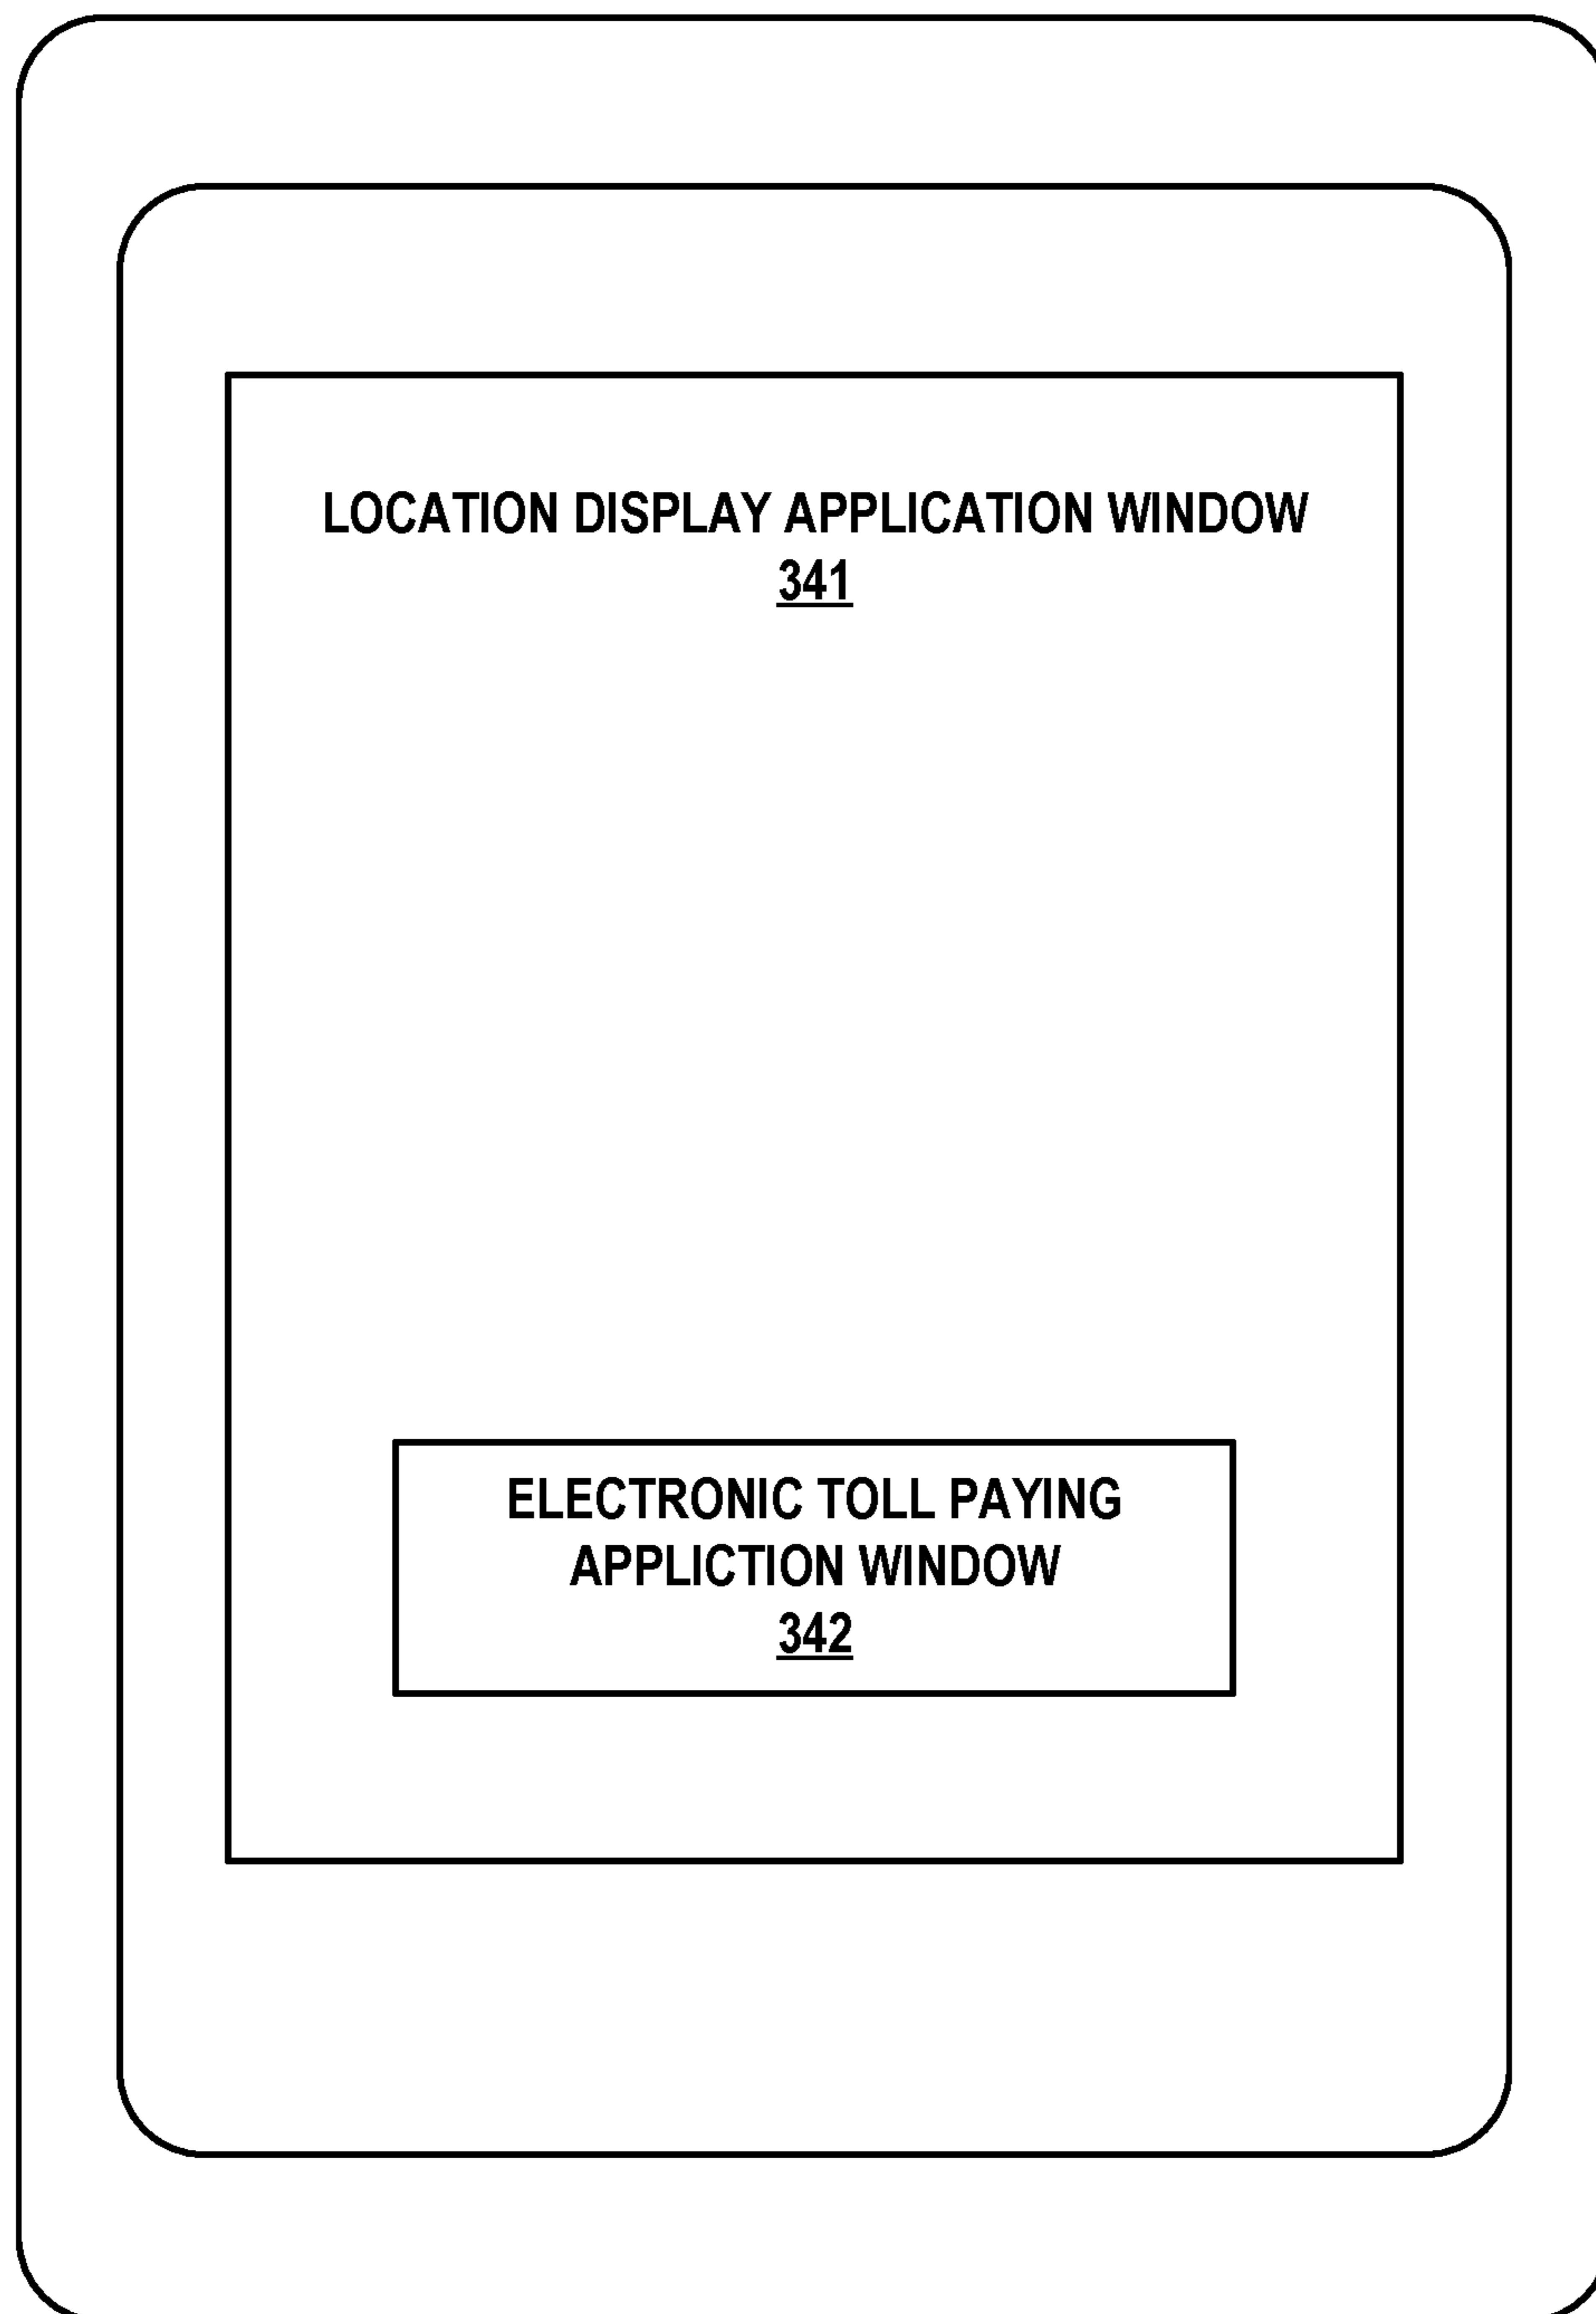 LOCATION DISPLAY APPLICATION WINDOW
341
ELECTRONIC TOLL PAYING
APPLICTION WINDOW
342